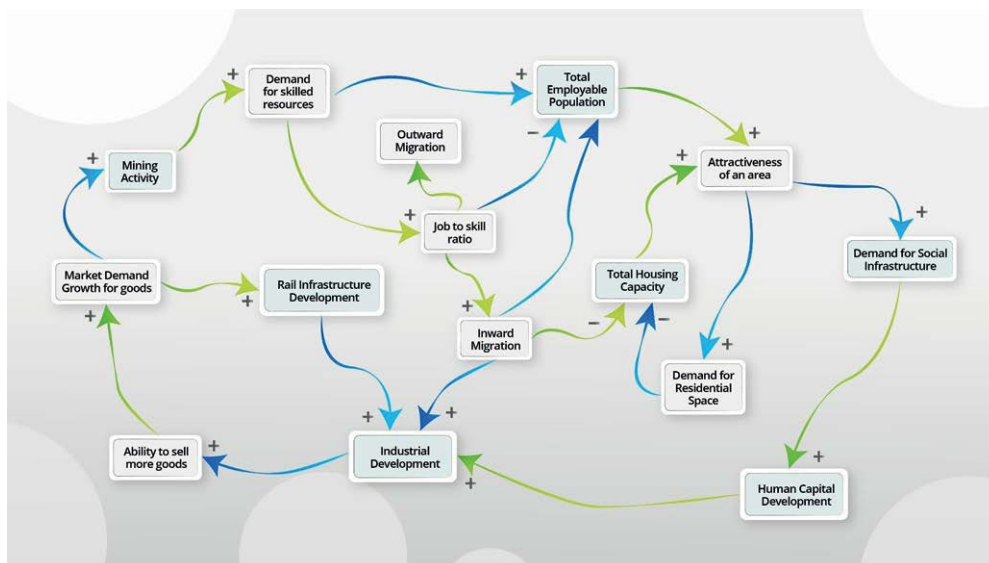 Demand
for skilled
resources
+
Total
Employable
Population
+
−
Outward
Migration
+
Attractiveness
of an area
+
Mining
Activity
+
+
Job to skill
ratio
+
Demand for Social
Infrastructure
+
Market Demand
Growth for goods
+
Rail Infrastructure
Development
+
Total Housing
Capacity
−
−
Inward
Migration
+
Demand for
Residential
Space
+
Ability to sell
more goods
+
Industrial
Development
+
+
+
Human Capital
Development
+